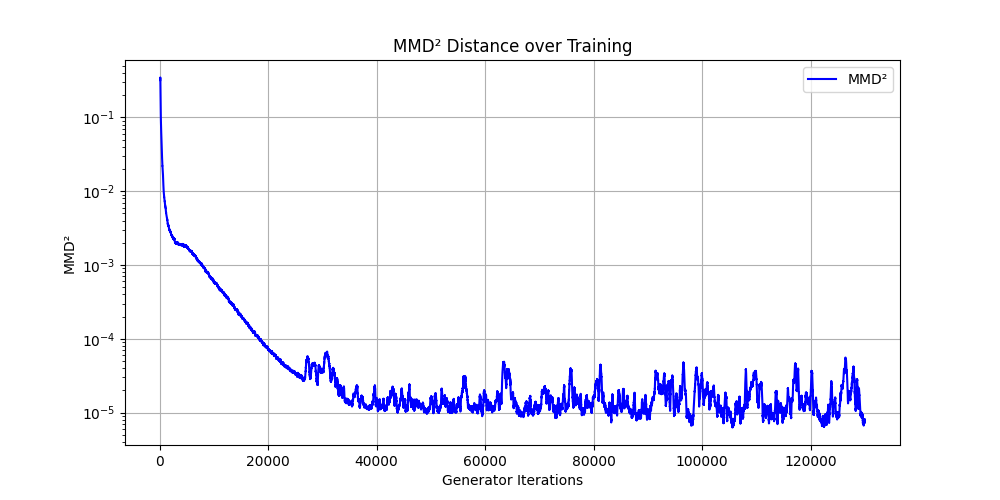 MMD² Distance over Training
MMD²
10⁻¹
10⁻²
10⁻³
10⁻⁴
10⁻⁵
MMD²
0 20000 40000 60000 80000 100000 120000
Generator Iterations